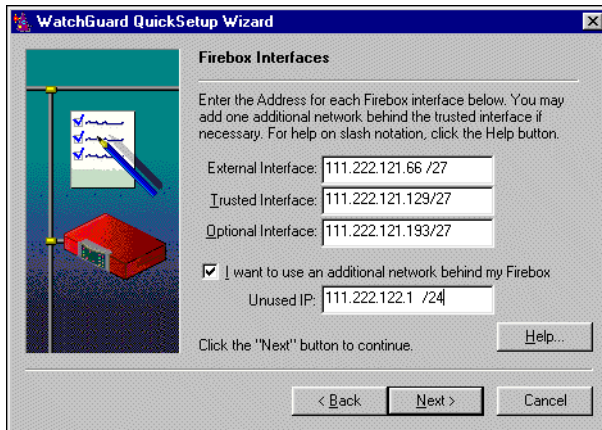 WatchGuard QuickSetup Wizard
Firebox Interfaces
Enter the Address for each Firebox interface below. You may
add one additional network behind the trusted interface if
necessary. For help on slash notation, click the Help button.
External Interface: 111.222.121.66 /27
Trusted Interface: 111.222.121.129/27
Optional Interface: 111.222.121.193/27
I want to use an additional network behind my Firebox
Unused IP: 111.222.122.1 /24
Help...
Click the "Next" button to continue.
< Back Next > Cancel